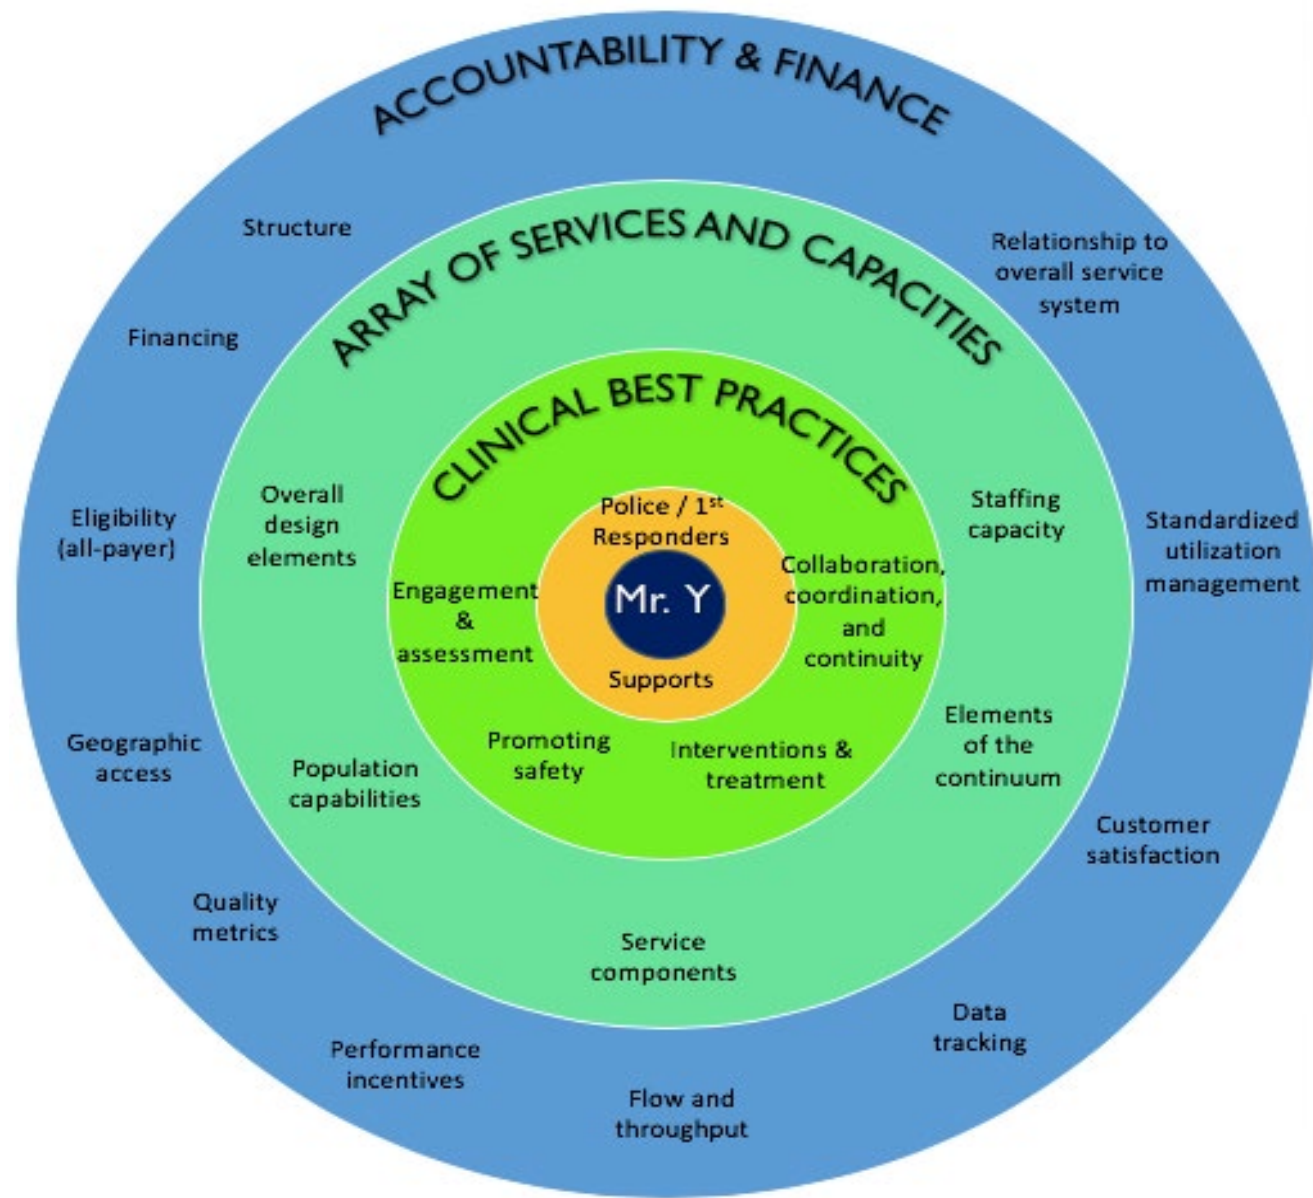 ACCOUNTABILITY & FINANCE
Structure
Relationship to
overall service
system
Financing
Eligibility
(all-payer)
Standardized
utilization
management
Geographic
access
Customer
satisfaction
Quality
metrics
Data
tracking
Performance
incentives
Flow and
throughput
ARRAY OF SERVICES AND CAPACITIES
Overall
design
elements
Staffing
capacity
Population
capabilities
Elements
of the
continuum
Service
components
CLINICAL BEST PRACTICES
Engagement
&
assessment
Collaboration,
coordination,
and
continuity
Promoting
safety
Interventions &
treatment
Police / 1st
Responders
Mr. Y
Supports